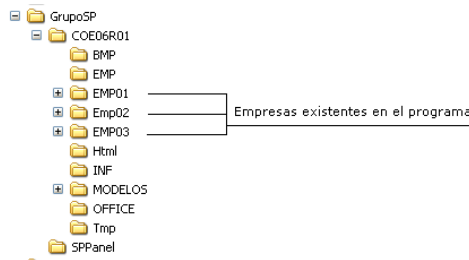 GrupoSP
COE06R01
BMP
EMP
EMP01
Emp02
EMP03
Empresas existentes en el programa
Html
INF
MODELOS
OFFICE
Tmp
SPPanel